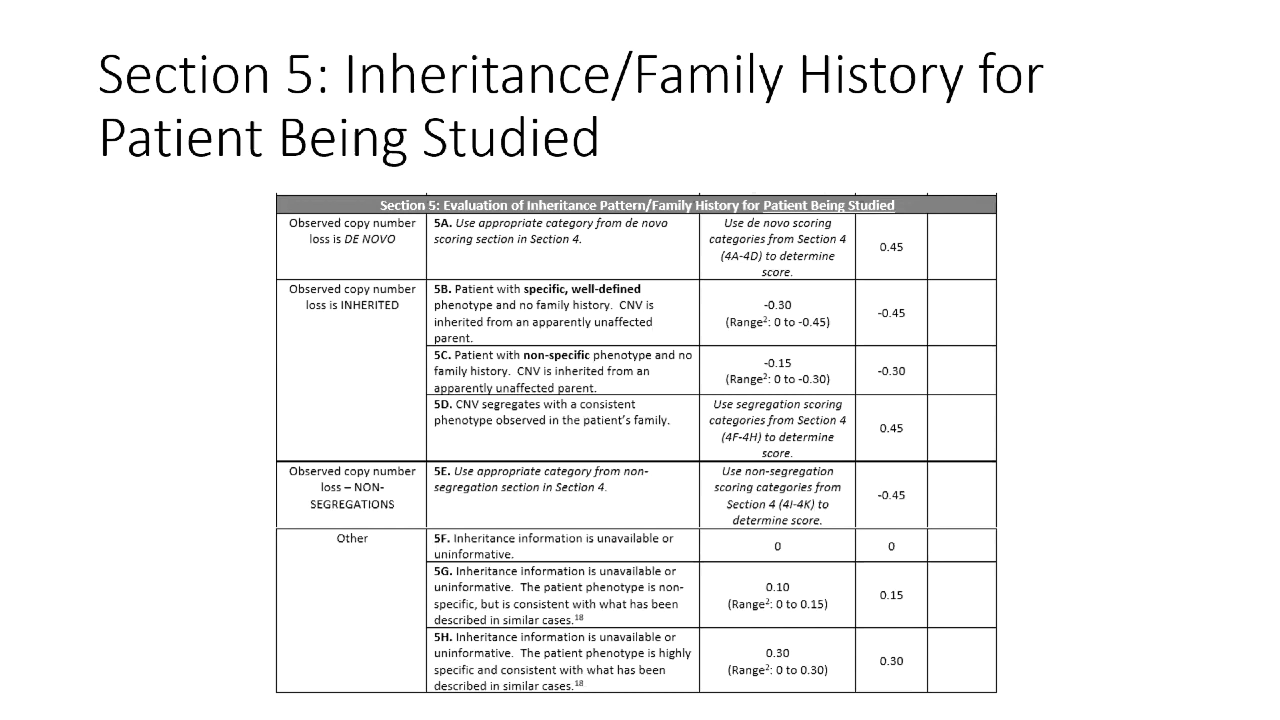 Section 5: Inheritance/Family History for
Patient Being Studied
Section 5: Evaluation of Inheritance Pattern/Family History for Patient Being Studied
Observed copy number
loss is DE NOVO
5A. Use appropriate category from de novo
scoring section in Section 4.
Use de novo scoring
categories from Section 4
(4A-4D) to determine
score.
0.45
Observed copy number
loss is INHERITED
5B. Patient with specific, well-defined
phenotype and no family history. CNV is
inherited from an apparently unaffected
parent.
-0.30
(Range²: 0 to -0.45)
-0.45
5C. Patient with non-specific phenotype and no
family history. CNV is inherited from an
apparently unaffected parent.
-0.15
(Range²: 0 to -0.30)
-0.30
5D. CNV segregates with a consistent
phenotype observed in the patient's family.
Use segregation scoring
categories from Section 4
(4F-4H) to determine
score.
0.45
Observed copy number
loss – NON-
SEGREGATIONS
5E. Use appropriate category from non-
segregation section in Section 4.
Use non-segregation
scoring categories from
Section 4 (4I-4K) to
determine score.
-0.45
Other
5F. Inheritance information is unavailable or
uninformative.
0
0
5G. Inheritance information is unavailable or
uninformative. The patient phenotype is non-
specific, but is consistent with what has been
described in similar cases.¹⁸
0.10
(Range²: 0 to 0.15)
0.15
5H. Inheritance information is unavailable or
uninformative. The patient phenotype is highly
specific and consistent with what has been
described in similar cases.¹⁸
0.30
(Range²: 0 to 0.30)
0.30